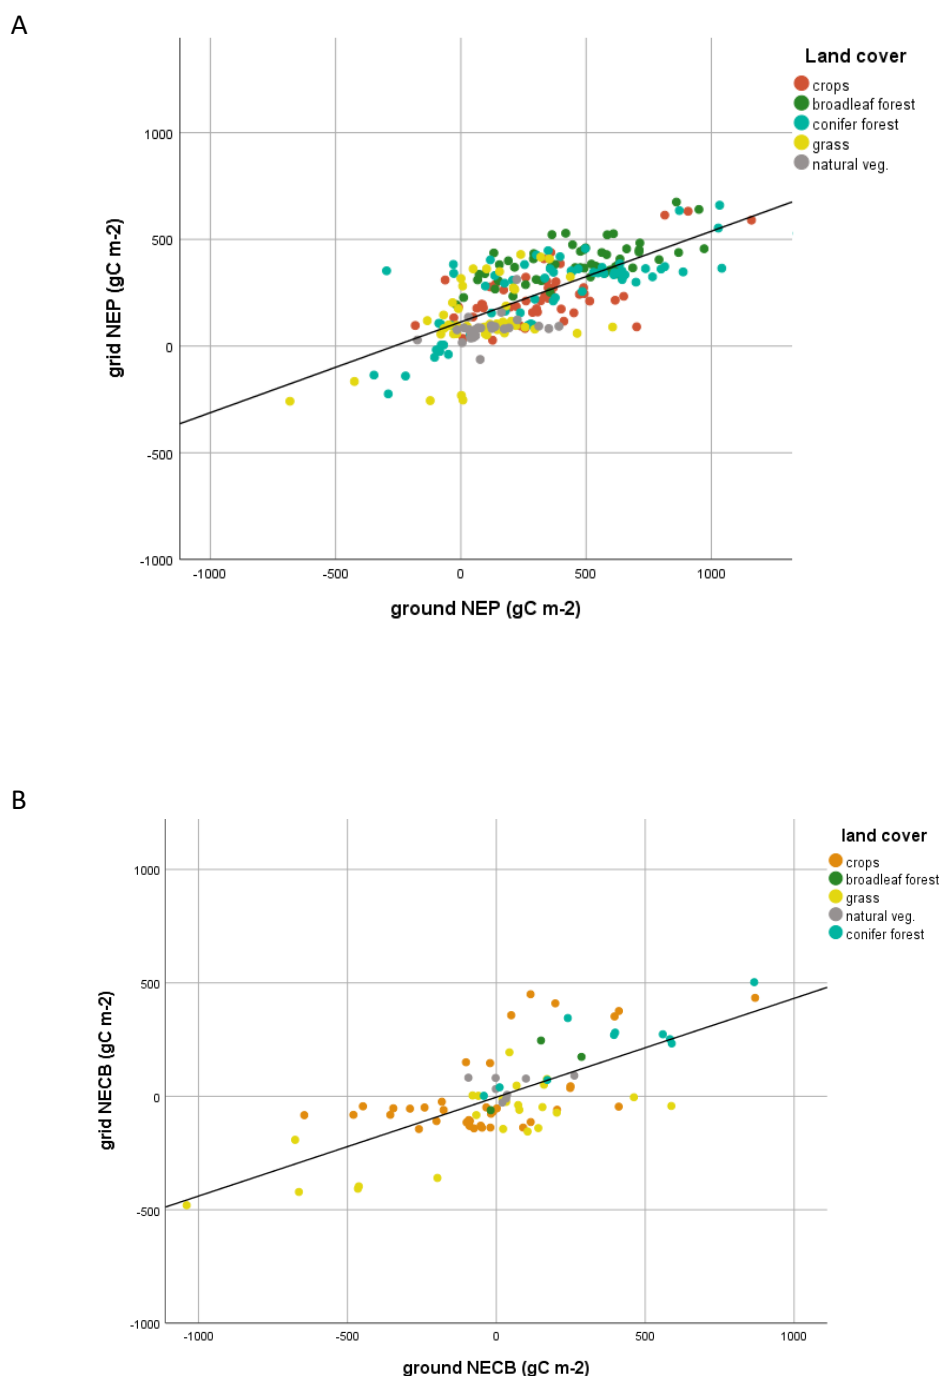 A
Land cover
crops
broadleaf forest
conifer forest
grass
natural veg.
grid NEP (gC m-2)
1000
500
0
-500
-1000
-1000 -500 0 500 1000
ground NEP (gC m-2)
B
land cover
crops
broadleaf forest
grass
natural veg.
conifer forest
grid NECB (gC m-2)
1000
500
0
-500
-1000
-1000 -500 0 500 1000
ground NECB (gC m-2)